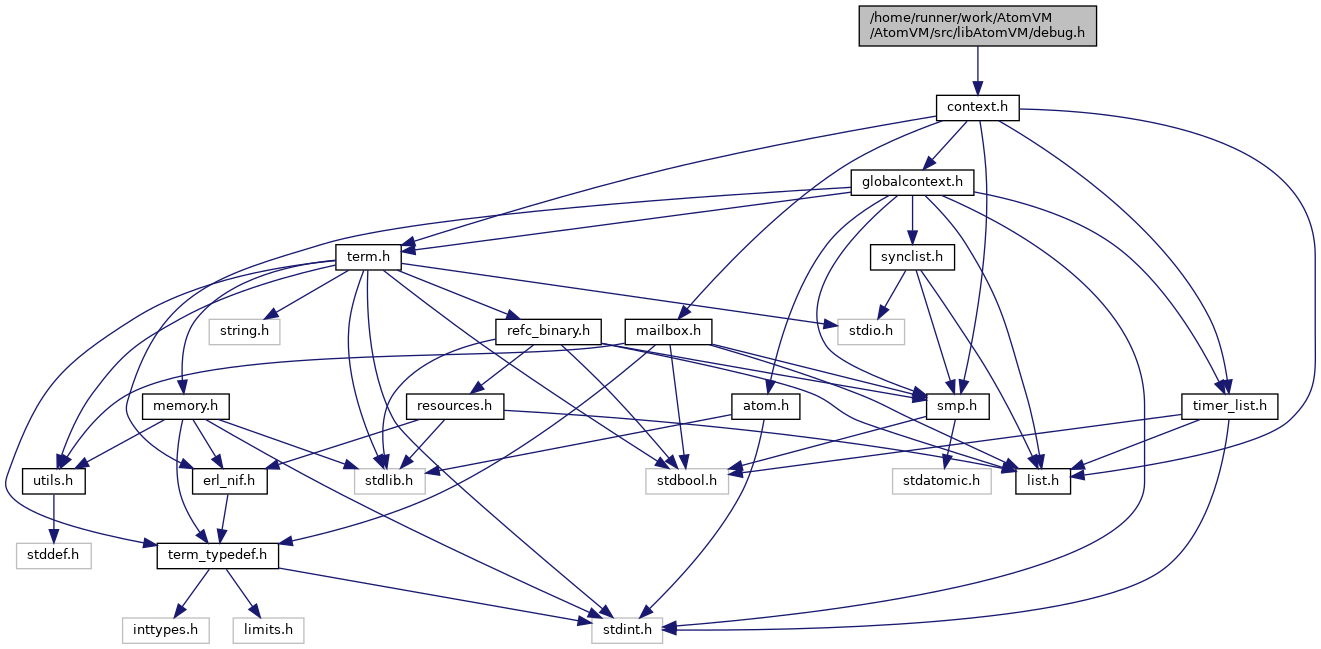 /home/runner/work/AtomVM
/AtomVM/src/libAtomVM/debug.h
context.h
globalcontext.h
term.h
synclist.h
string.h
refc_binary.h
mailbox.h
stdio.h
memory.h
resources.h
atom.h
smp.h
timer_list.h
utils.h
erl_nif.h
stdlib.h
stdbool.h
stdatomic.h
list.h
stddef.h
term_typedef.h
inttypes.h
limits.h
stdint.h